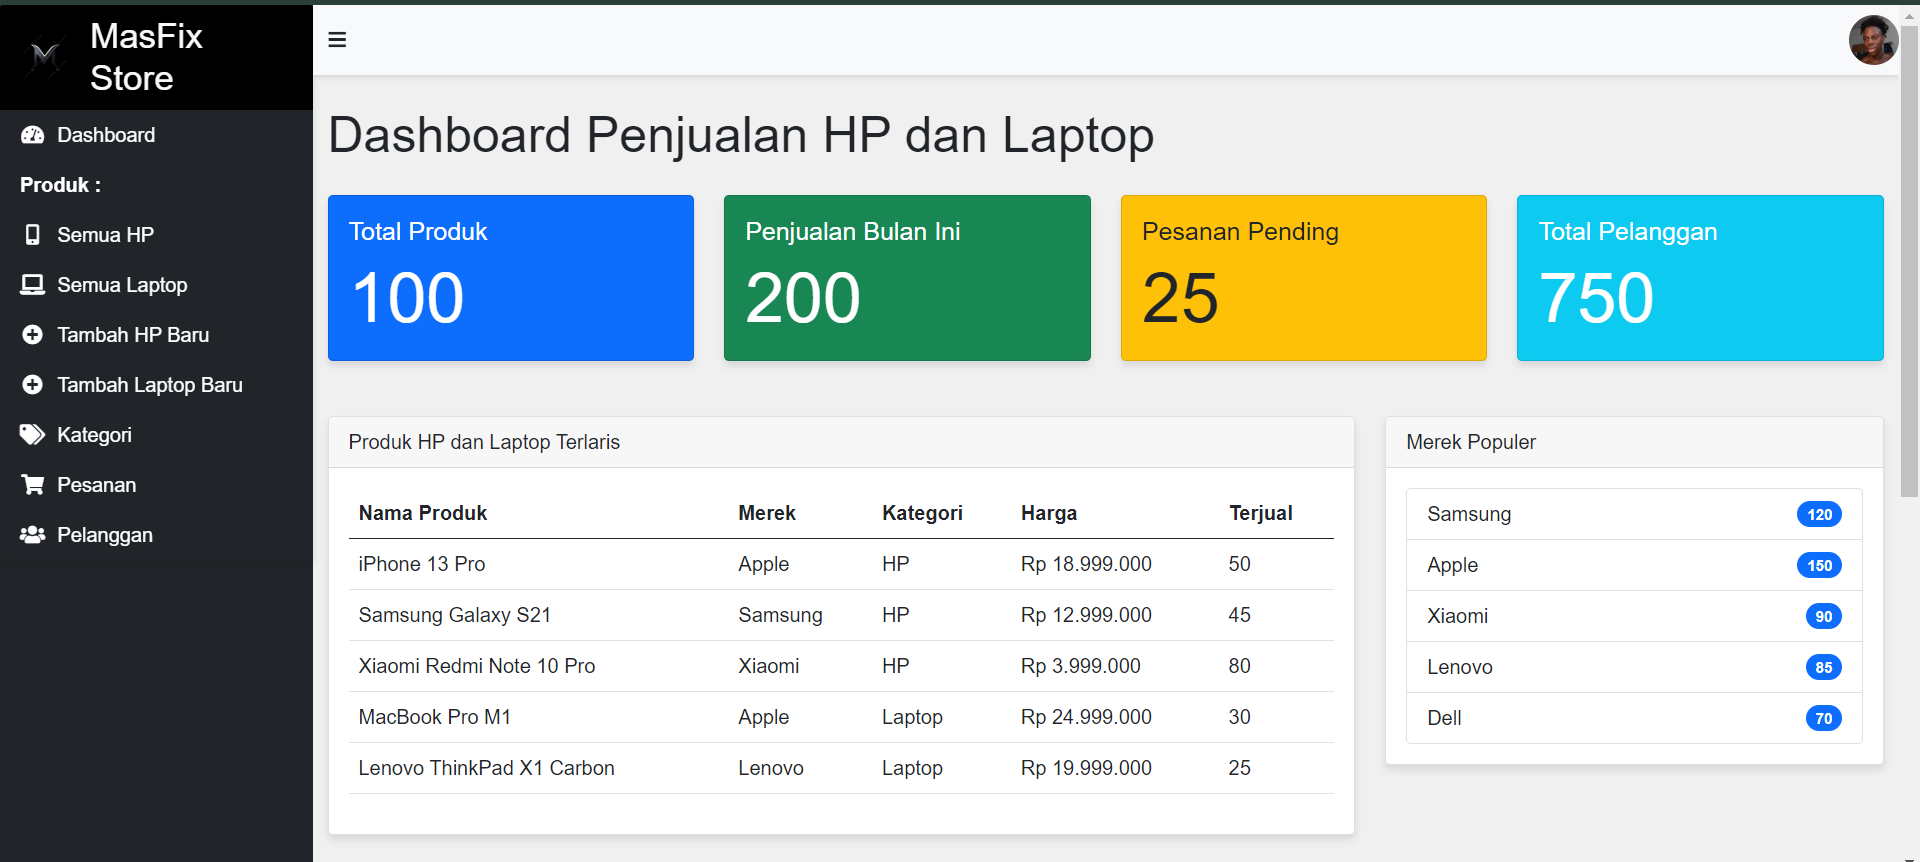 MasFix
Store
Dashboard
Produk :
Semua HP
Semua Laptop
Tambah HP Baru
Tambah Laptop Baru
Kategori
Pesanan
Pelanggan
Dashboard Penjualan HP dan Laptop
Total Produk
100
Penjualan Bulan Ini
200
Pesanan Pending
25
Total Pelanggan
750
Produk HP dan Laptop Terlaris
Nama Produk Merek Kategori Harga Terjual
iPhone 13 Pro Apple HP Rp 18.999.000 50
Samsung Galaxy S21 Samsung HP Rp 12.999.000 45
Xiaomi Redmi Note 10 Pro Xiaomi HP Rp 3.999.000 80
MacBook Pro M1 Apple Laptop Rp 24.999.000 30
Lenovo ThinkPad X1 Carbon Lenovo Laptop Rp 19.999.000 25
Merek Populer
Samsung 120
Apple 150
Xiaomi 90
Lenovo 85
Dell 70